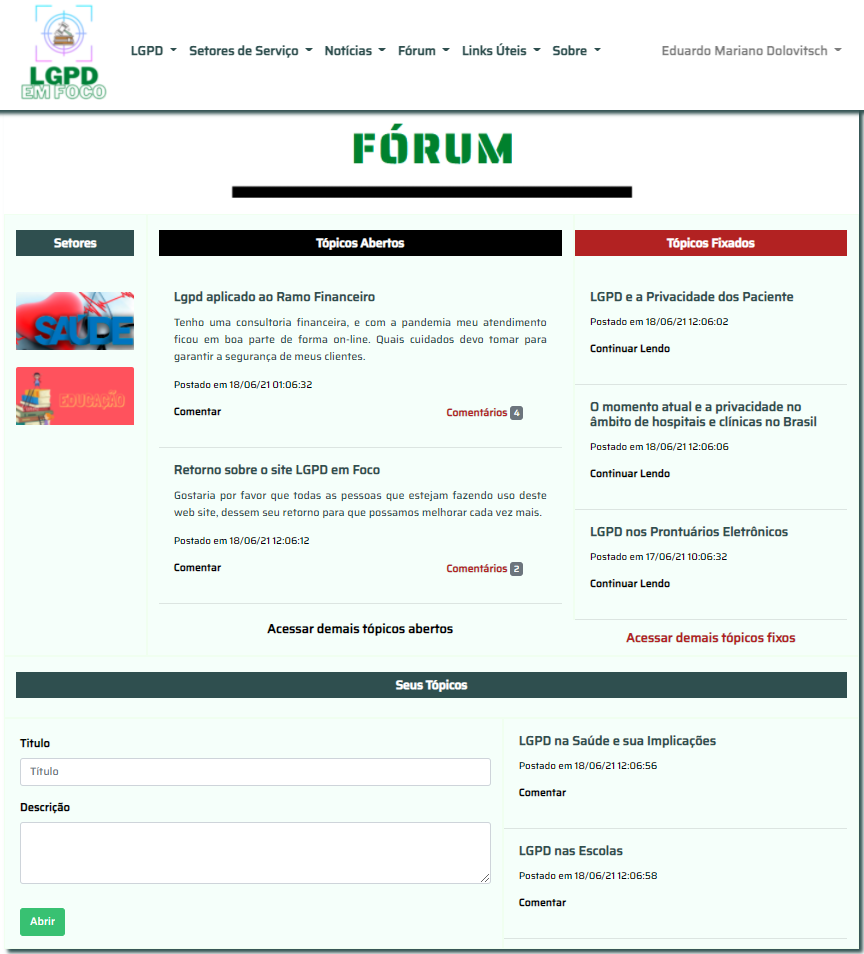 LGPD
EM FOCO
LGPD Setores de Serviço Notícias Fórum Links Úteis Sobre Eduardo Mariano Dolovitsch
FÓRUM
Setores
SAÚDE
EDUCAÇÃO
Tópicos Abertos
Lgpd aplicado ao Ramo Financeiro
Tenho uma consultoria financeira, e com a pandemia meu atendimento
ficou em boa parte de forma on-line. Quais cuidados devo tomar para
garantir a segurança de meus clientes.
Postado em 18/06/21 01:06:32
Comentar Comentários 4
Retorno sobre o site LGPD em Foco
Gostaria por favor que todas as pessoas que estejam fazendo uso deste
web site, dessem seu retorno para que possamos melhorar cada vez mais.
Postado em 18/06/21 12:06:12
Comentar Comentários 2
Acessar demais tópicos abertos
Tópicos Fixados
LGPD e a Privacidade dos Paciente
Postado em 18/06/21 12:06:02
Continuar Lendo
O momento atual e a privacidade no
âmbito de hospitais e clínicas no Brasil
Postado em 18/06/21 12:06:06
Continuar Lendo
LGPD nos Prontuários Eletrônicos
Postado em 17/06/21 10:06:32
Continuar Lendo
Acessar demais tópicos fixos
Seus Tópicos
Titulo
Título
Descrição
Abrir
LGPD na Saúde e sua Implicações
Postado em 18/06/21 12:06:56
Comentar
LGPD nas Escolas
Postado em 18/06/21 12:06:58
Comentar